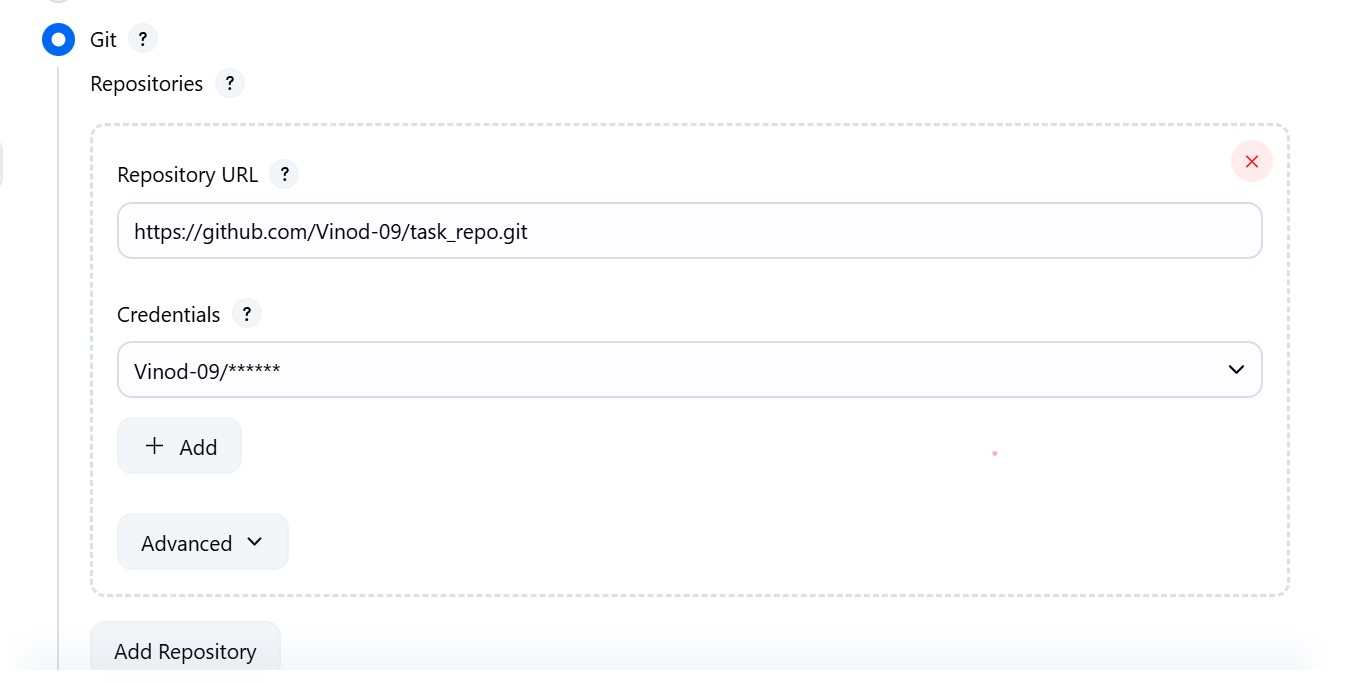 Git ?
Repositories ?
Repository URL ?
https://github.com/Vinod-09/task_repo.git
Credentials ?
Vinod-09/******
+ Add
Advanced
Add Repository